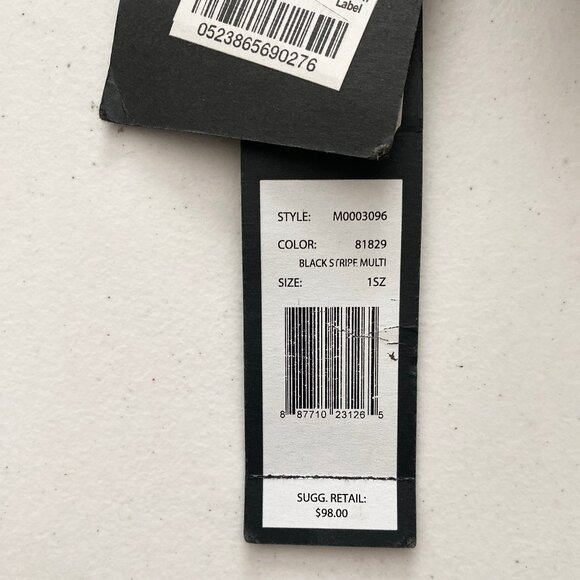 Label
0523865690276
STYLE: M0003096
COLOR: 81829
BLACK STRIPE MULTI
SIZE: 1SZ
8 87710 23126 5
SUGG. RETAIL:
$98.00